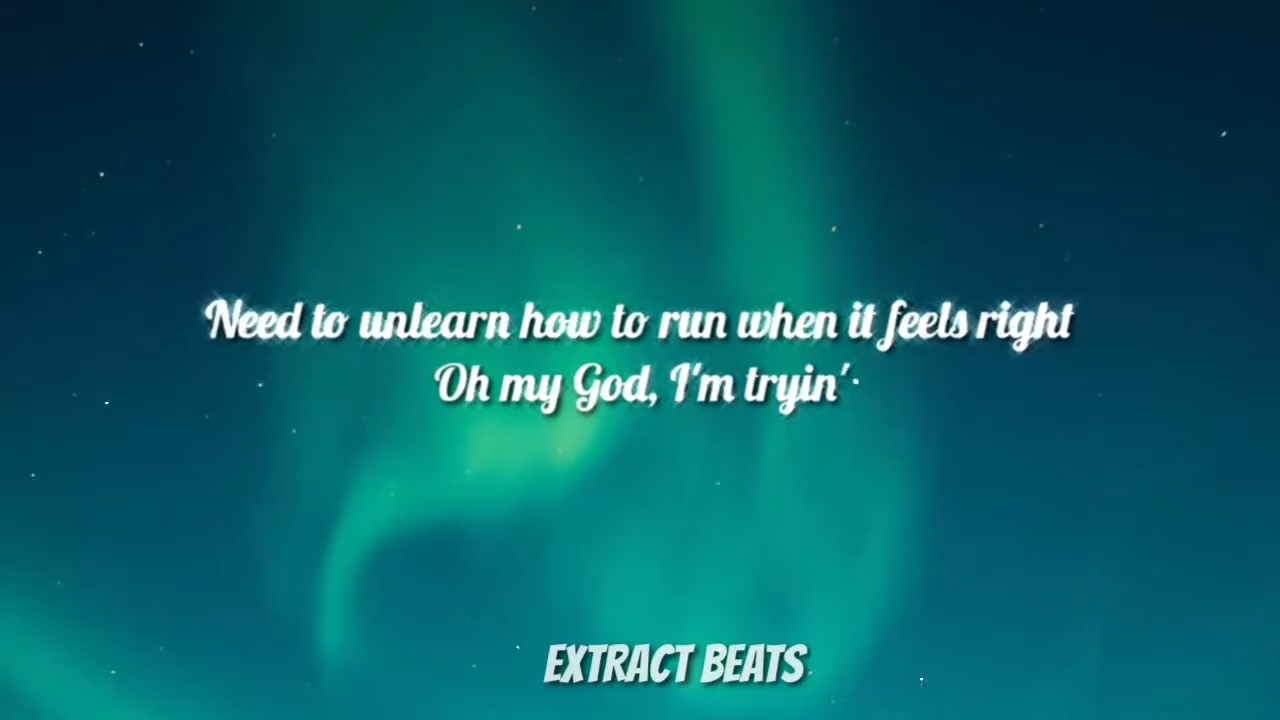 Need to unlearn how to run when it feels right
Oh my God, I'm tryin'
EXTRACT BEATS